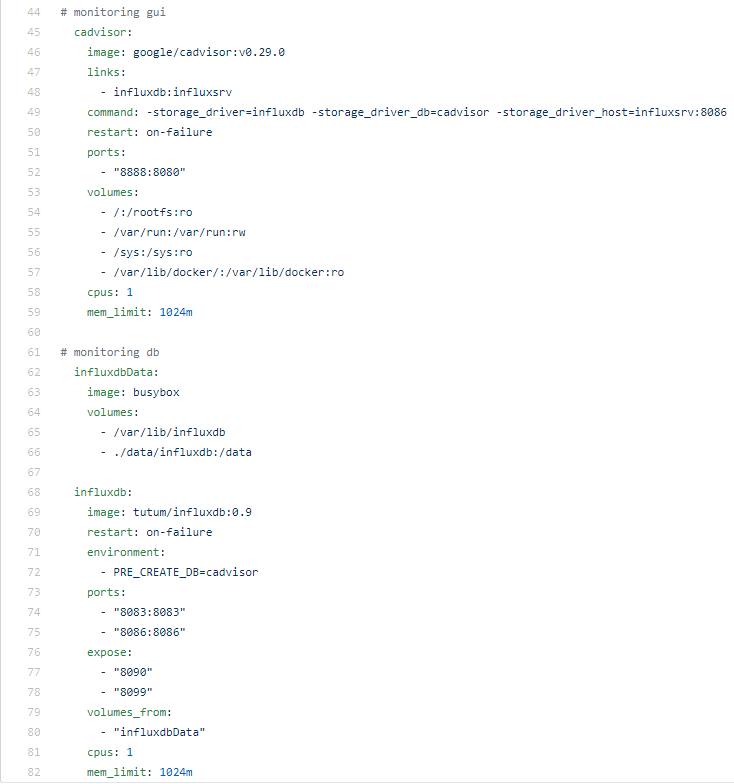 44 # monitoring gui
45 cadvisor:
46 image: google/cadvisor:v0.29.0
47 links:
48 - influxdb:influxsrv
49 command: -storage_driver=influxdb -storage_driver_db=cadvisor -storage_driver_host=influxsrv:8086
50 restart: on-failure
51 ports:
52 - "8888:8080"
53 volumes:
54 - /:/rootfs:ro
55 - /var/run:/var/run:rw
56 - /sys:/sys:ro
57 - /var/lib/docker/:/var/lib/docker:ro
58 cpus: 1
59 mem_limit: 1024m
60
61 # monitoring db
62 influxdbData:
63 image: busybox
64 volumes:
65 - /var/lib/influxdb
66 - ./data/influxdb:/data
67
68 influxdb:
69 image: tutum/influxdb:0.9
70 restart: on-failure
71 environment:
72 - PRE_CREATE_DB=cadvisor
73 ports:
74 - "8083:8083"
75 - "8086:8086"
76 expose:
77 - "8090"
78 - "8099"
79 volumes_from:
80 - "influxdbData"
81 cpus: 1
82 mem_limit: 1024m